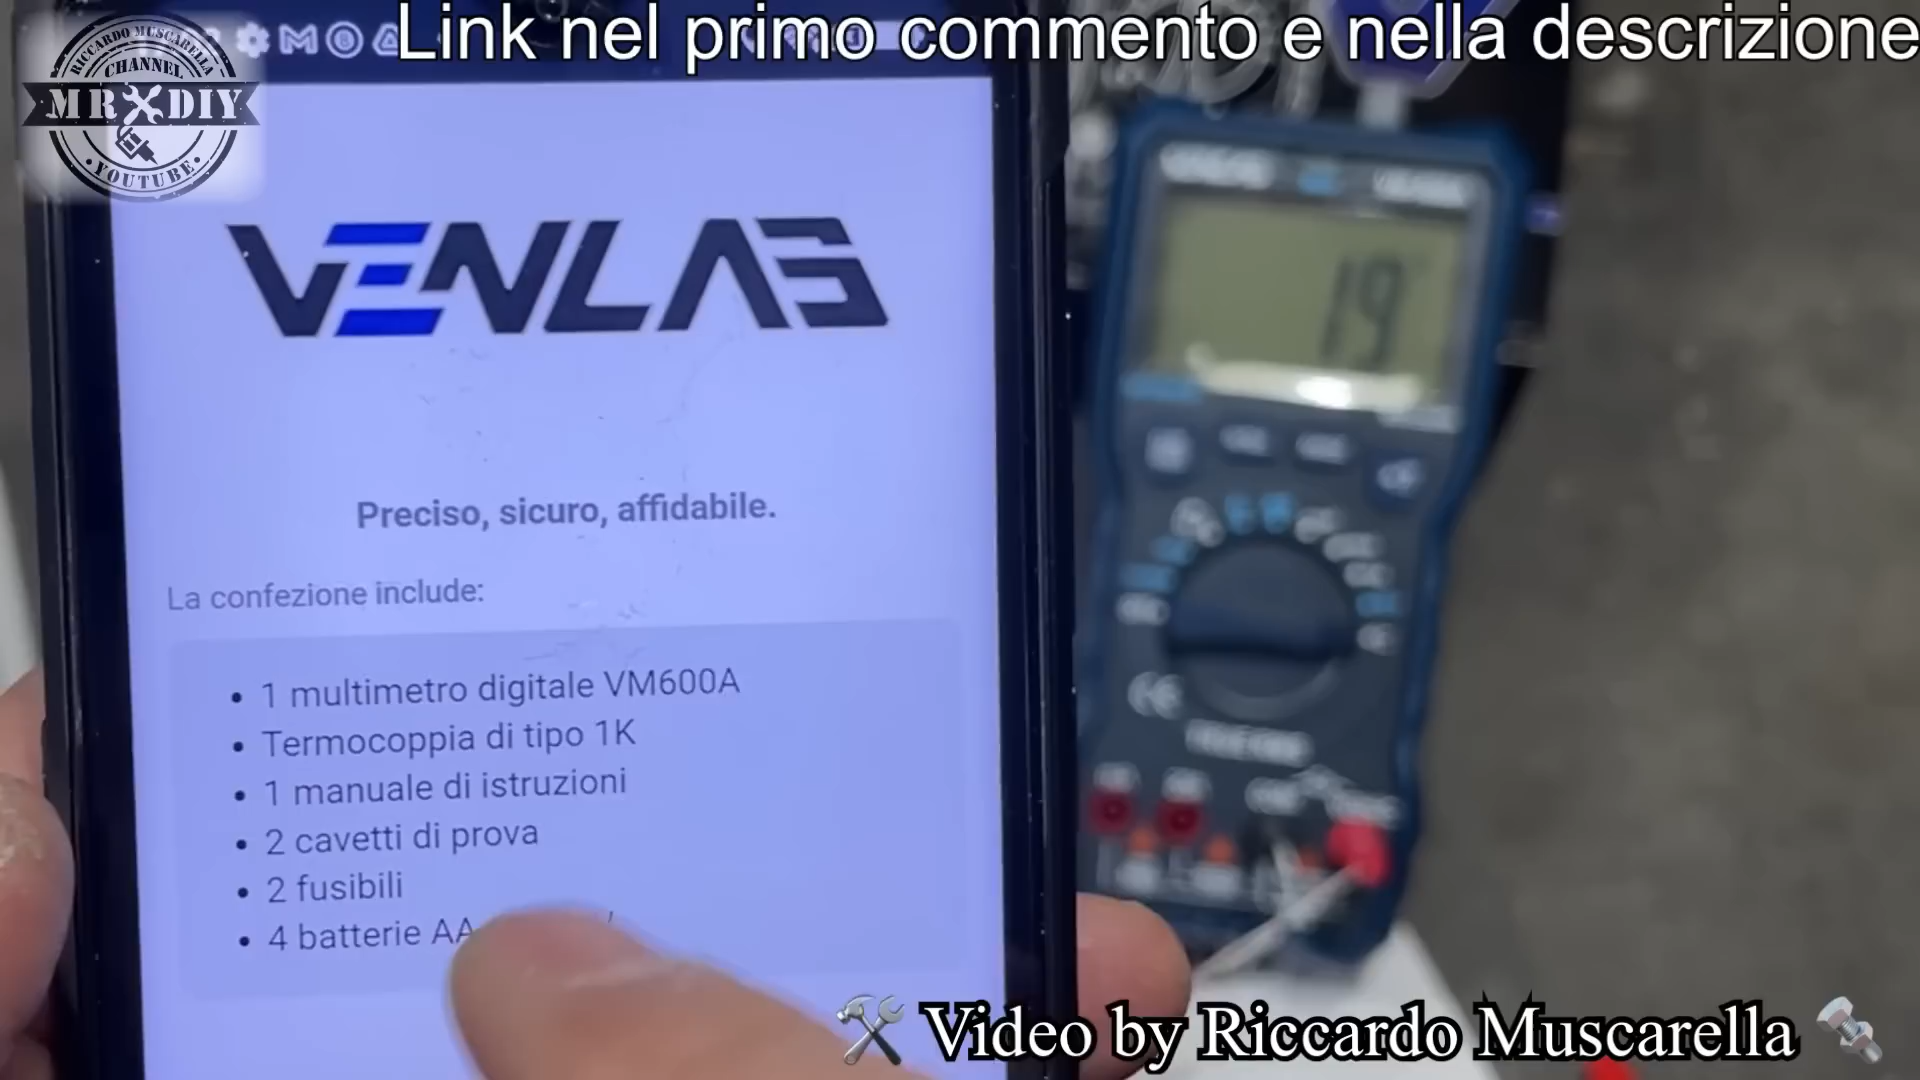 Link nel primo commento e nella descrizione
RICCARDO MUSCARELLA
CHANNEL
MR DIY
YOUTUBE
VENLAB
Preciso, sicuro, affidabile.
La confezione include:
• 1 multimetro digitale VM600A
• Termocoppia di tipo 1K
• 1 manuale di istruzioni
• 2 cavetti di prova
• 2 fusibili
• 4 batterie AA
19
CE
Video by Riccardo Muscarella